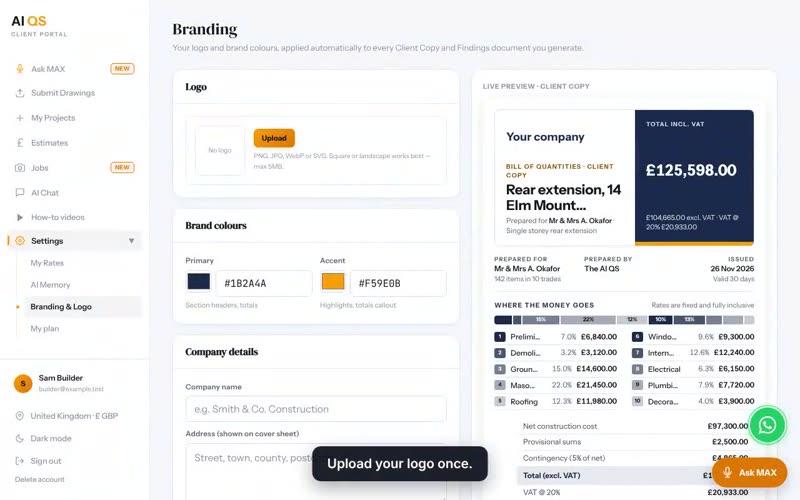 AI QS
CLIENT PORTAL
Ask MAX NEW
Submit Drawings
My Projects
Estimates
Jobs NEW
AI Chat
How-to videos
Settings
My Rates
AI Memory
Branding & Logo
My plan
S
Sam Builder
builder@example.test
United Kingdom · £ GBP
Dark mode
Sign out
Delete account
Branding
Your logo and brand colours, applied automatically to every Client Copy and Findings document you generate.
Logo
No logo
Upload
PNG, JPG, WebP or SVG. Square or landscape works best —
max 5MB.
Brand colours
Primary
#1B2A4A
Section headers, totals
Accent
#F59E0B
Highlights, totals callout
Company details
Company name
e.g. Smith & Co. Construction
Address (shown on cover sheet)
Street, town, county,
Upload your logo once.
LIVE PREVIEW · CLIENT COPY
Your company
BILL OF QUANTITIES · CLIENT
COPY
Rear extension, 14
Elm Mount...
Prepared for Mr & Mrs A. Okafor
Single storey rear extension
TOTAL INCL. VAT
£125,598.00
£104,665.00 excl. VAT · VAT @
20% £20,933.00
PREPARED FOR
Mr & Mrs A. Okafor
142 items in 10 trades
PREPARED BY
The AI QS
ISSUED
26 Nov 2026
Valid 30 days
WHERE THE MONEY GOES
Rates are fixed and fully inclusive
15% 22% 12% 10% 13%
1 Prelimi... 7.0% £6,840.00
6 Windo... 9.6% £9,300.00
2 Demoli... 3.2% £3,120.00
7 Intern... 12.6% £12,240.00
3 Groun... 15.0% £14,600.00
8 Electrical 6.3% £6,150.00
4 Maso... 22.0% £21,450.00
9 Plumbi... 7.9% £7,720.00
5 Roofing 12.3% £11,980.00
10 Decora... 4.0% £3,900.00
Net construction cost £97,300.00
Provisional sums £2,500.00
Contingency (5% of net)
Total (excl. VAT)
VAT @ 20% £20,933.00
Ask MAX